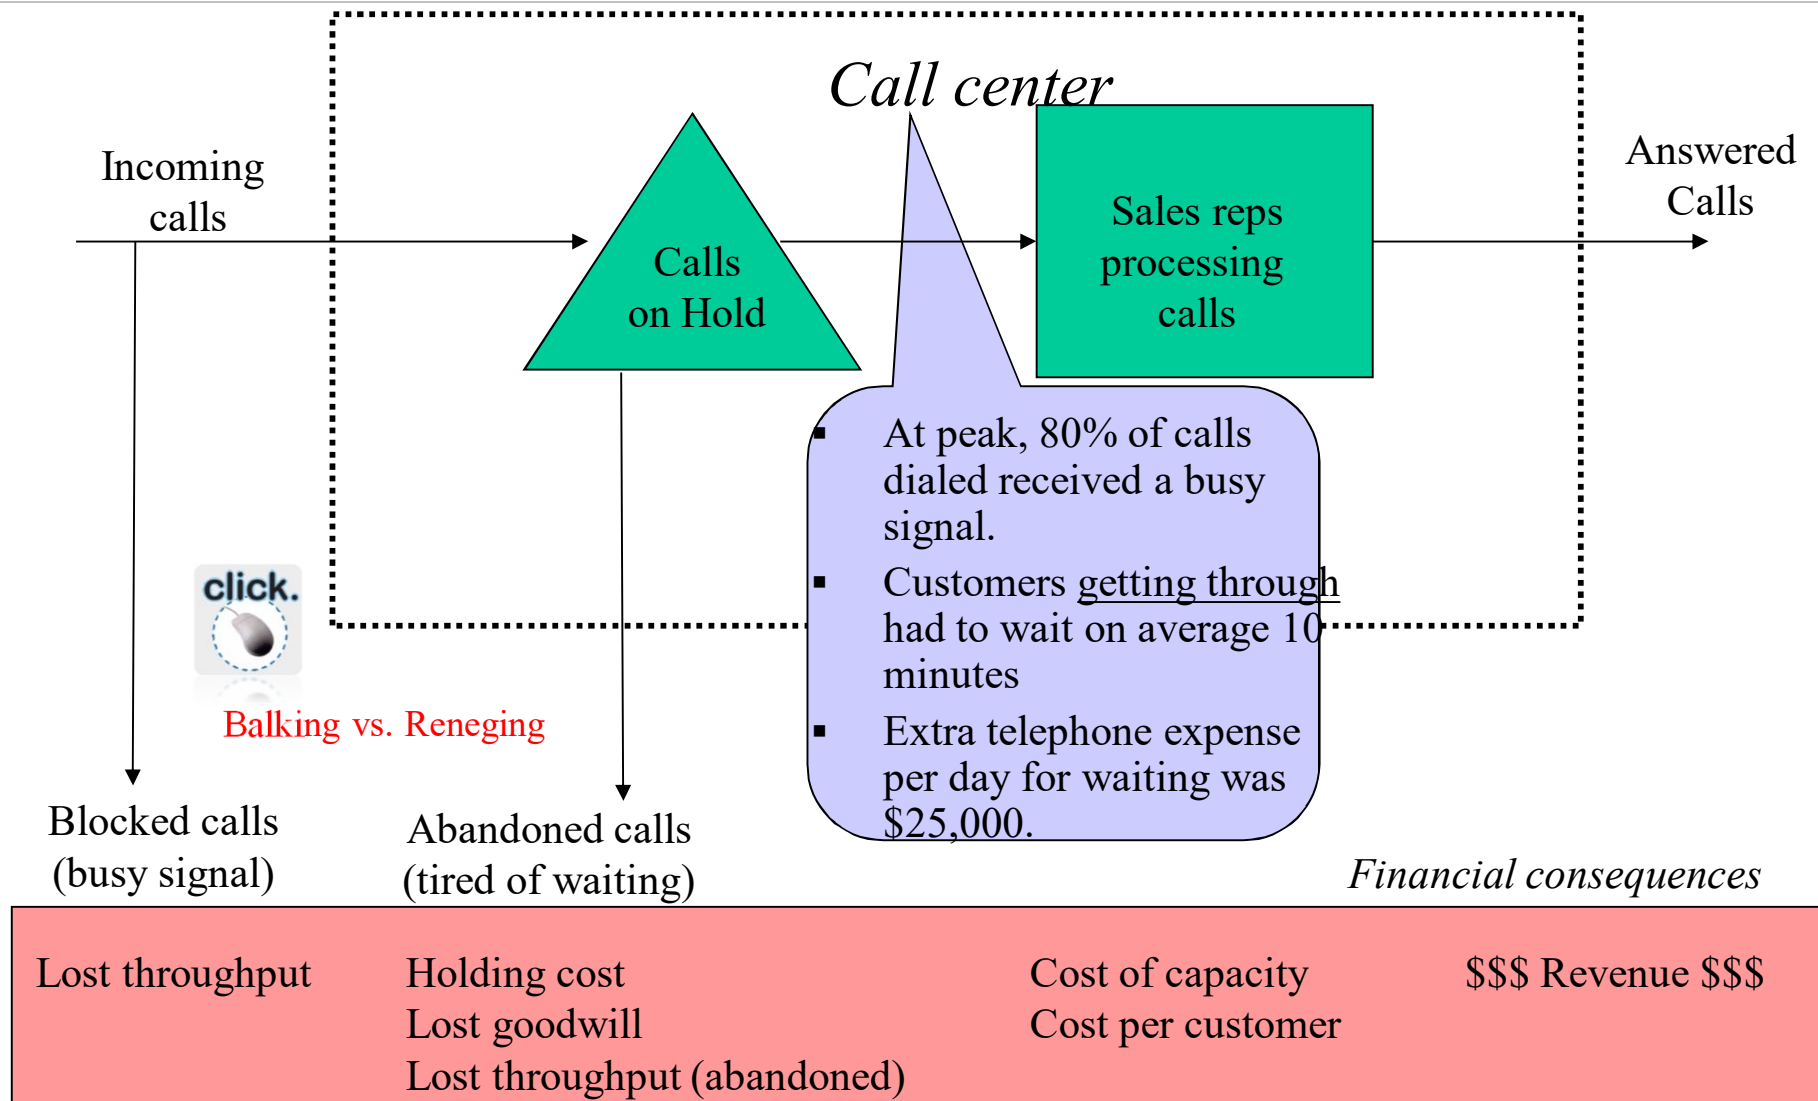 Call center
Incoming
calls
Calls
on Hold
Sales reps
processing
calls
Answered
Calls
▪ At peak, 80% of calls
dialed received a busy
signal.
▪ Customers getting through
had to wait on average 10
minutes
▪ Extra telephone expense
per day for waiting was
$25,000.
click.
Balking vs. Reneging
Blocked calls
(busy signal)
Abandoned calls
(tired of waiting)
Financial consequences
Lost throughput
Holding cost
Lost goodwill
Lost throughput (abandoned)
Cost of capacity
Cost per customer
$$$ Revenue $$$